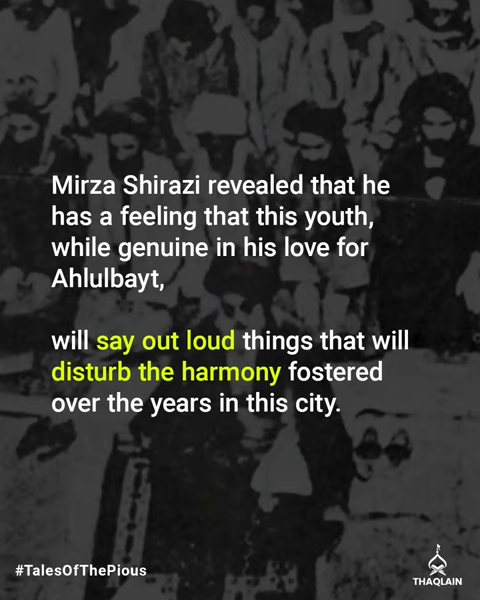 Mirza Shirazi revealed that he
has a feeling that this youth,
while genuine in his love for
Ahlulbayt,
will say out loud things that will
disturb the harmony fostered
over the years in this city.
#TalesOfThePious
THAQLAIN